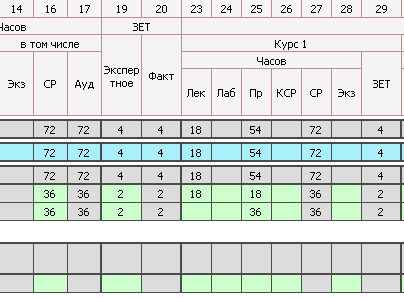 14 16 17 19 20 23 24 25 26 27 28 29
Часов ЗЕТ
в том числе Курс 1
Экспер
тное Факт Часов ЗЕТ
Экз СР Ауд Лек Лаб Пр КСР СР Экз
72 72 4 4 18 54 72 4
72 72 4 4 18 54 72 4
72 72 4 4 18 54 72 4
36 36 2 2 18 18 36 2
36 36 2 2 36 36 2